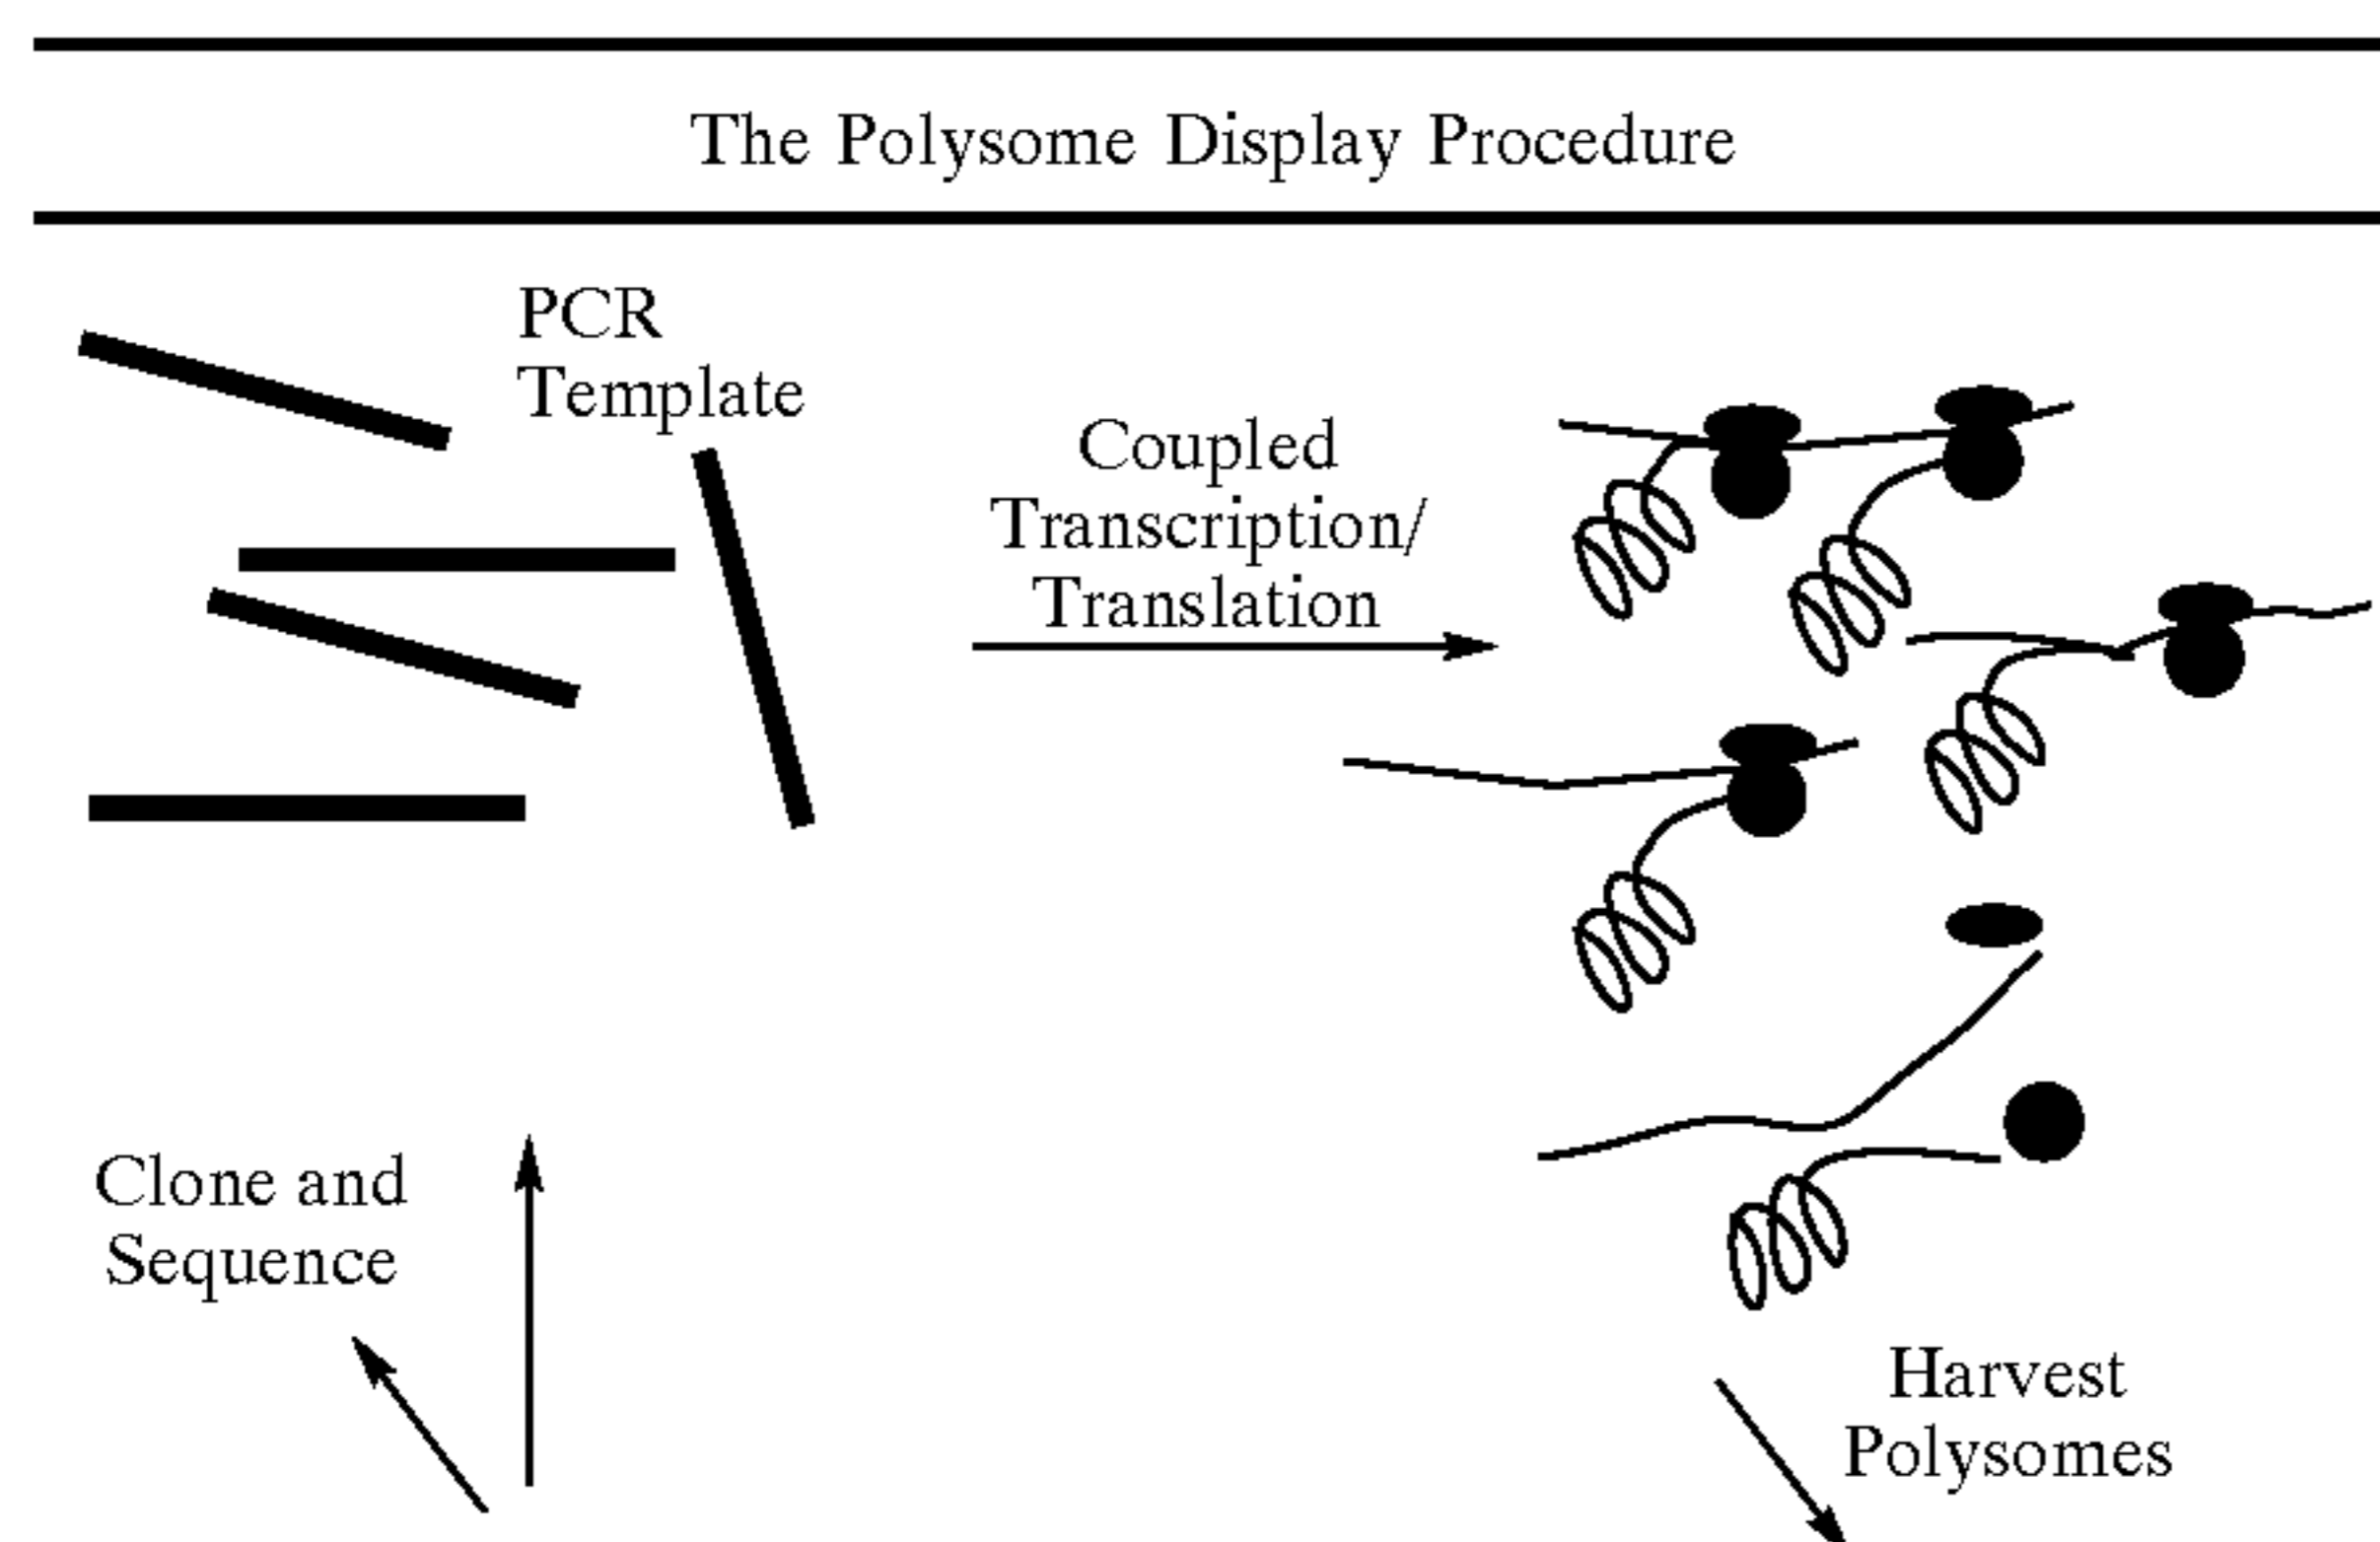 The Polysome Display Procedure
PCR
Template
Coupled
Transcription/
Translation
Clone and
Sequence
Harvest
Polysomes